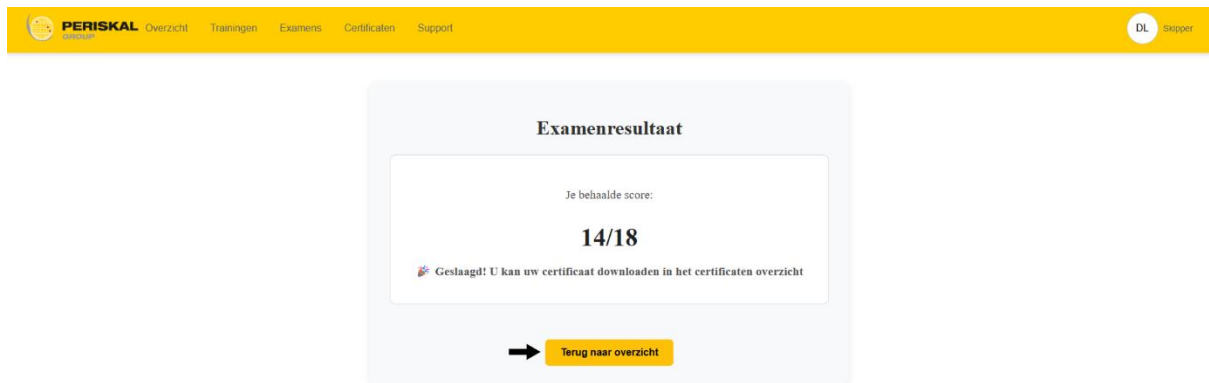 PERISKAL GROUP Overzicht Trainingen Examens Certificaten Support DL Skipper
Examenresultaat
Je behaalde score:
14/18
🎉 Geslaagd! U kan uw certificaat downloaden in het certificaten overzicht
Terug naar overzicht